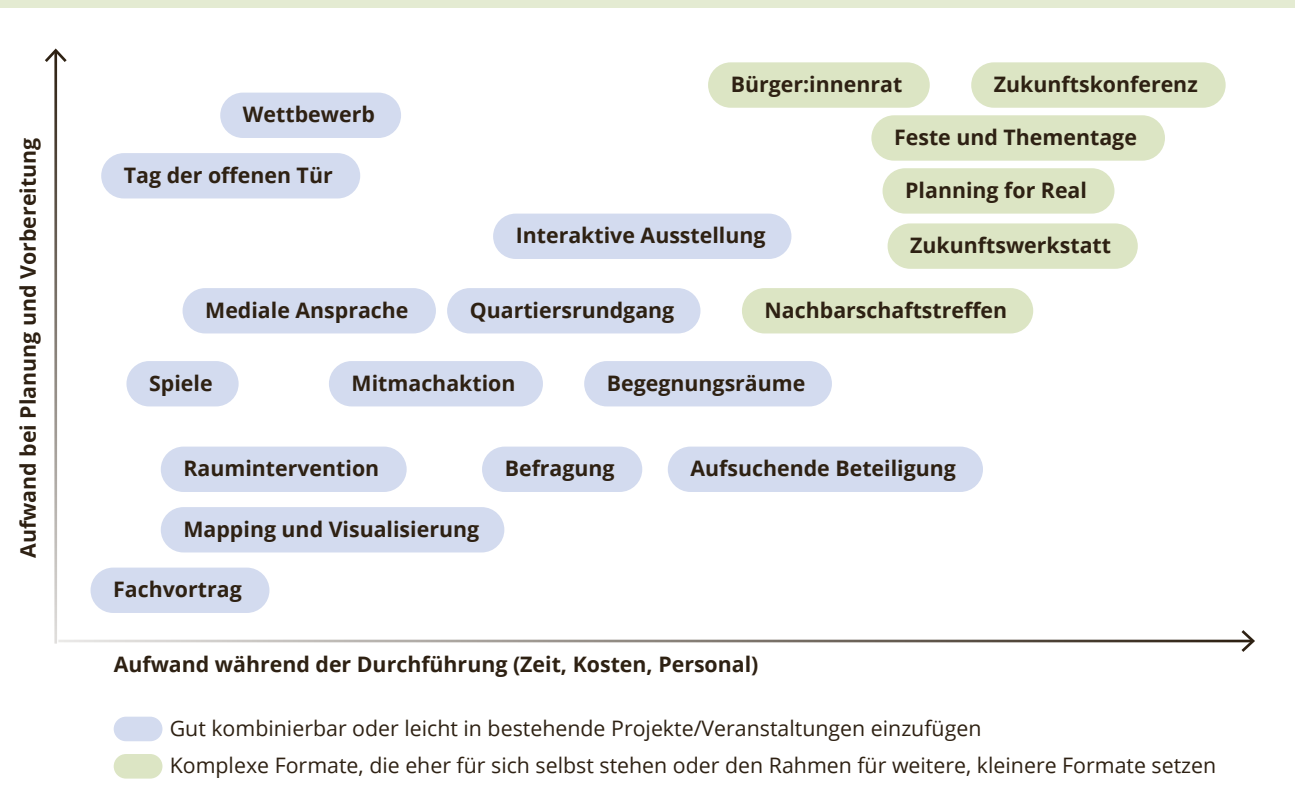 Aufwand bei Planung und Vorbereitung
Bürger:innenrat
Zukunftskonferenz
Wettbewerb
Feste und Thementage
Tag der offenen Tür
Planning for Real
Interaktive Ausstellung
Zukunftswerkstatt
Mediale Ansprache
Quartiersrundgang
Nachbarschaftstreffen
Spiele
Mitmachaktion
Begegnungsräume
Raumintervention
Befragung
Aufsuchende Beteiligung
Mapping und Visualisierung
Fachvortrag
Aufwand während der Durchführung (Zeit, Kosten, Personal)
Gut kombinierbar oder leicht in bestehende Projekte/Veranstaltungen einzufügen
Komplexe Formate, die eher für sich selbst stehen oder den Rahmen für weitere, kleinere Formate setzen